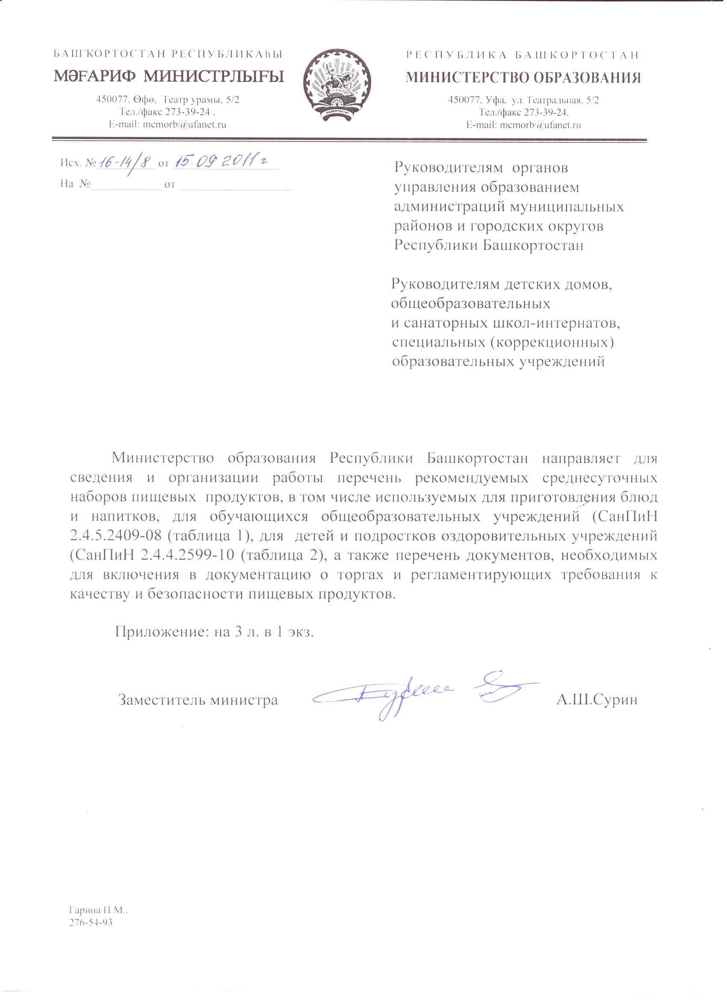 БАШҠОРТОСТАН РЕСПУБЛИКАҺЫ
МӘҒАРИФ МИНИСТРЛЫҒЫ
450077, Өфө, Театр урамы, 5/2
Тел./факс 273-39-24 .
E-mail: mcmorb@ufanet.ru
БАШКОРТОСТАН
РЕСПУБЛИКА БАШКОРТОСТАН
МИНИСТЕРСТВО ОБРАЗОВАНИЯ
450077, Уфа, ул. Театральная, 5/2
Тел./факс 273-39-24,
E-mail: mcmorb@ufanet.ru
Исх. № 16-14/8 от 15.09.2011 г
На № от
Руководителям органов
управления образованием
администраций муниципальных
районов и городских округов
Республики Башкортостан
Руководителям детских домов,
общеобразовательных
и санаторных школ-интернатов,
специальных (коррекционных)
образовательных учреждений
Министерство образования Республики Башкортостан направляет для
сведения и организации работы перечень рекомендуемых среднесуточных
наборов пищевых продуктов, в том числе используемых для приготовления блюд
и напитков, для обучающихся общеобразовательных учреждений (СанПиН
2.4.5.2409-08 (таблица 1), для детей и подростков оздоровительных учреждений
(СанПиН 2.4.4.2599-10 (таблица 2), а также перечень документов, необходимых
для включения в документацию о торгах и регламентирующих требования к
качеству и безопасности пищевых продуктов.
Приложение: на 3 л. в 1 экз.
Заместитель министра А.Ш.Сурин
Гарина Н.М..
276-54-93